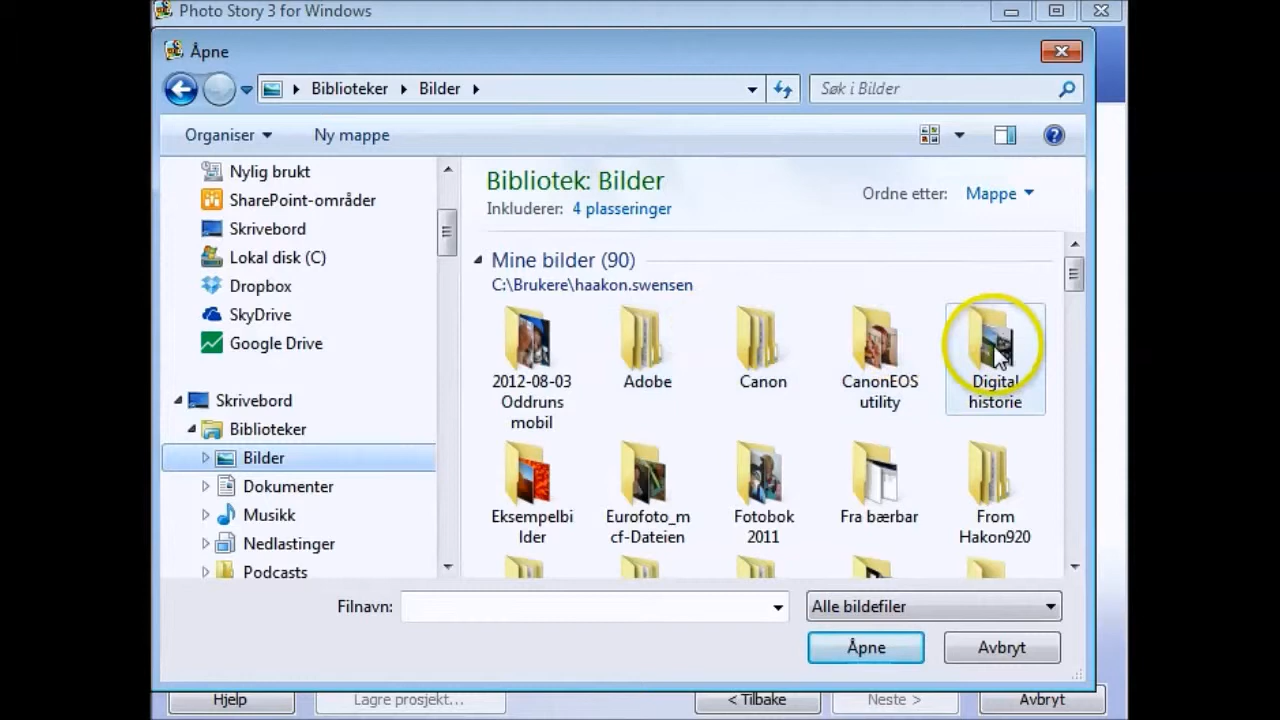 Photo Story 3 for Windows
Åpne
Biblioteker
Bilder
Søk i Bilder
Organiser
Ny mappe
Nylig brukt
SharePoint-områder
Skrivebord
Lokal disk (C)
Dropbox
SkyDrive
Google Drive
Skrivebord
Biblioteker
Bilder
Dokumenter
Musikk
Nedlastinger
Podcasts
Bibliotek: Bilder
Inkluderer: 4 plasseringer
Ordne etter: Mappe
Mine bilder (90)
C:\Brukere\haakon.swensen
2012-08-03
Oddruns
mobil
Adobe
Canon
CanonEOS
utility
Digital
historie
Eksempelbi
lder
Eurofoto_m
cf-Dateien
Fotobok
2011
Fra bærbar
From
Hakon920
Filnavn:
Alle bildefiler
Åpne
Avbryt
Hjelp
Lagre prosjekt...
< Tilbake
Neste >
Avbryt